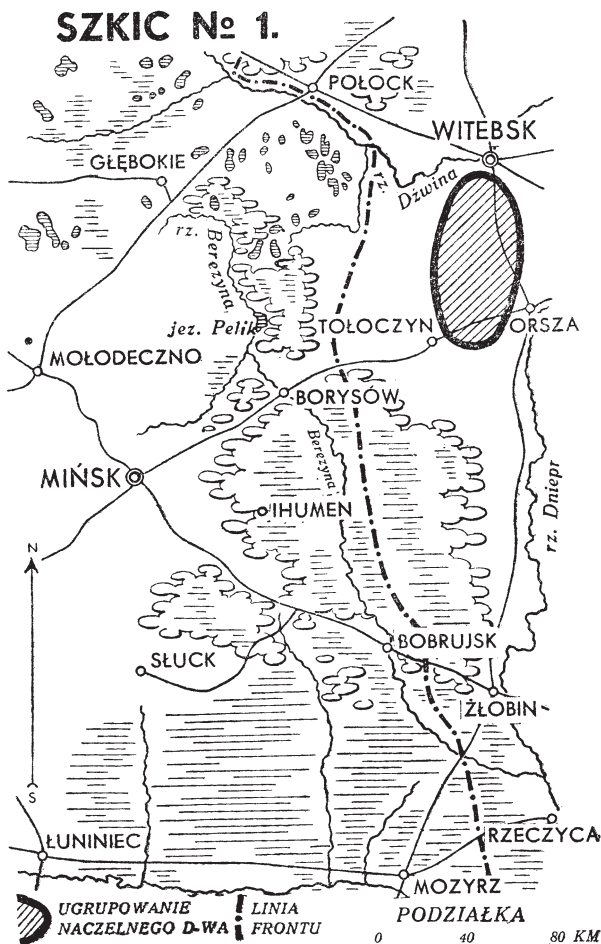 SZKIC No 1.
POŁOCK
WITEBSK
GŁĘBOKIE
rz. Dźwina
rz. Berezyna
jez. Pelik
TOŁOCZYN
ORSZA
MOŁODECZNO
BORYSÓW
Berezyna
MIŃSK
IHUMEN
rz. Dniepr
N
BOBRUJSK
SŁUCK
ŻŁOBIN
S
RZECZYCA
ŁUNINIEC
MOZYRZ
UGRUPOWANIE
NACZELNEGO D-WA
LINIA
FRONTU
PODZIAŁKA
0 40 80 KM